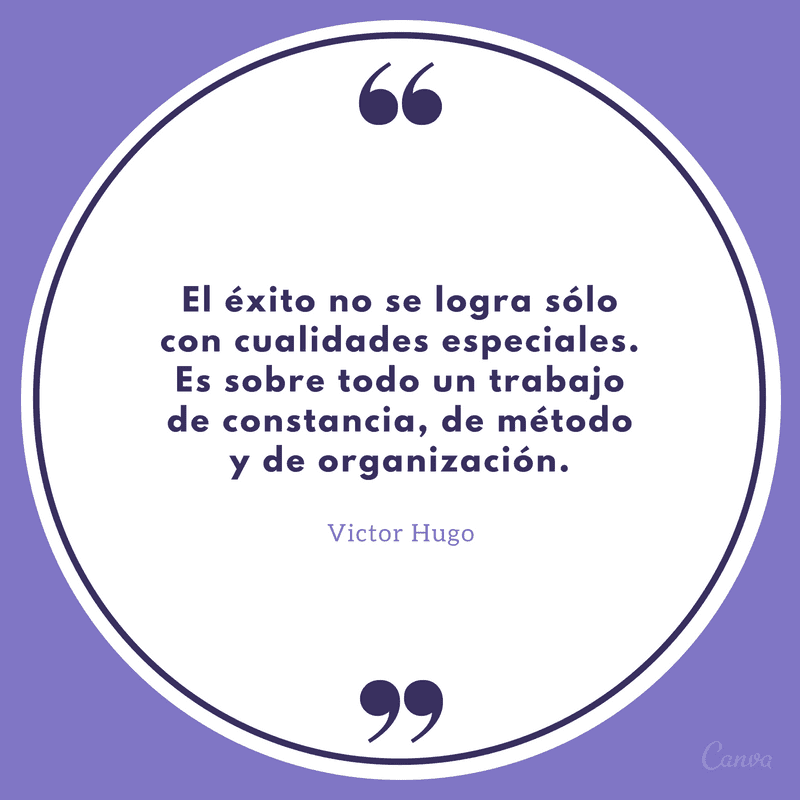 “
El éxito no se logra sólo
con cualidades especiales.
Es sobre todo un trabajo
de constancia, de método
y de organización.
Victor Hugo
”
Canva